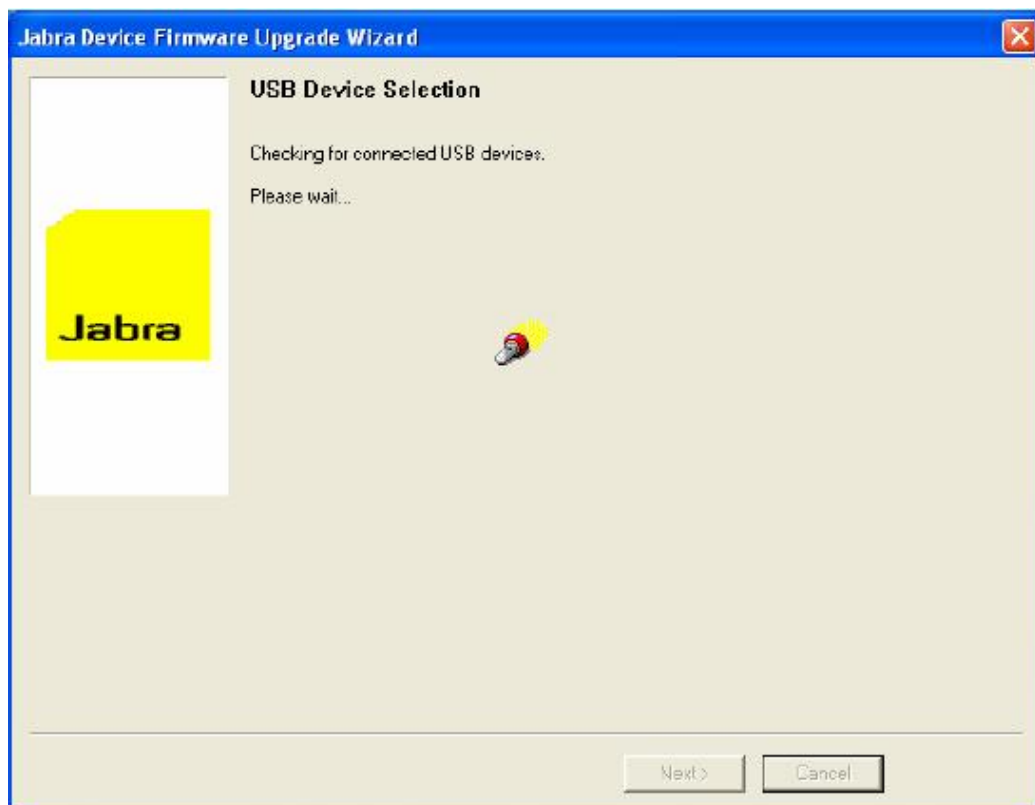 Jabra Device Firmware Upgrade Wizard
USB Device Selection
Checking for connected USB devices.
Please wait...
Jabra
Next >
Cancel